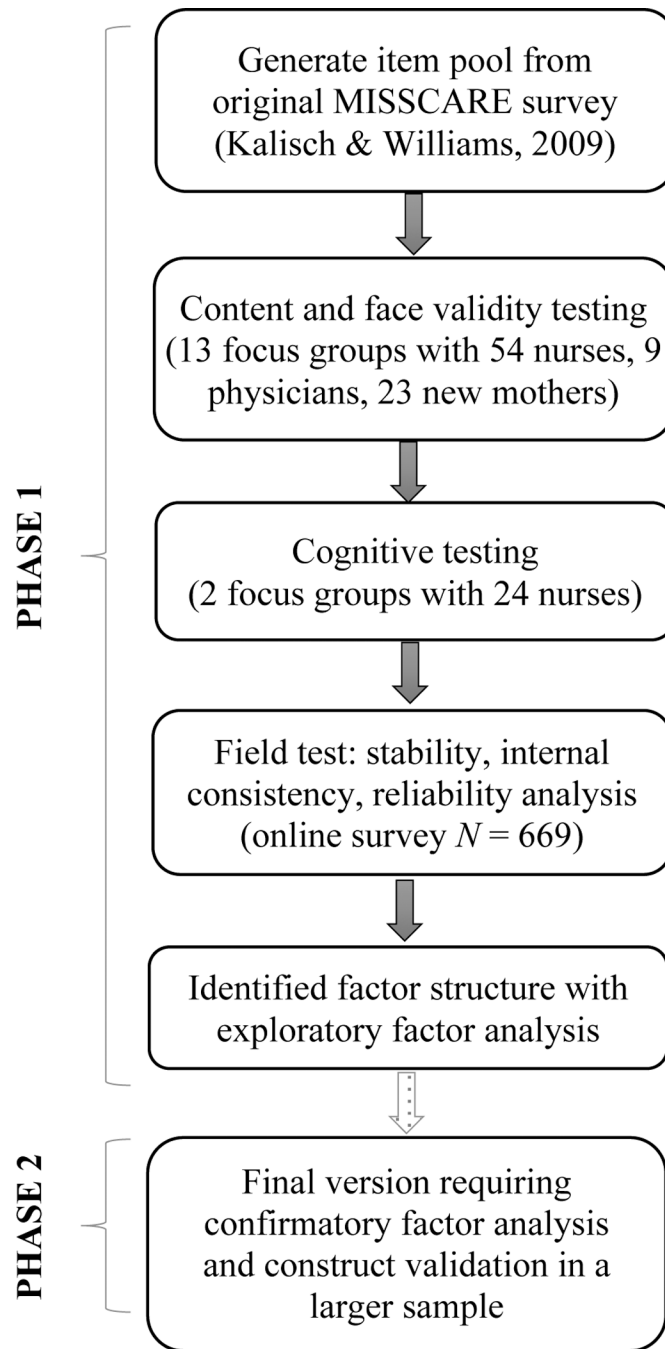 PHASE 1
Generate item pool from
original MISSCARE survey
(Kalisch & Williams, 2009)
Content and face validity testing
(13 focus groups with 54 nurses, 9
physicians, 23 new mothers)
Cognitive testing
(2 focus groups with 24 nurses)
Field test: stability, internal
consistency, reliability analysis
(online survey N = 669)
Identified factor structure with
exploratory factor analysis
PHASE 2
Final version requiring
confirmatory factor analysis
and construct validation in a
larger sample